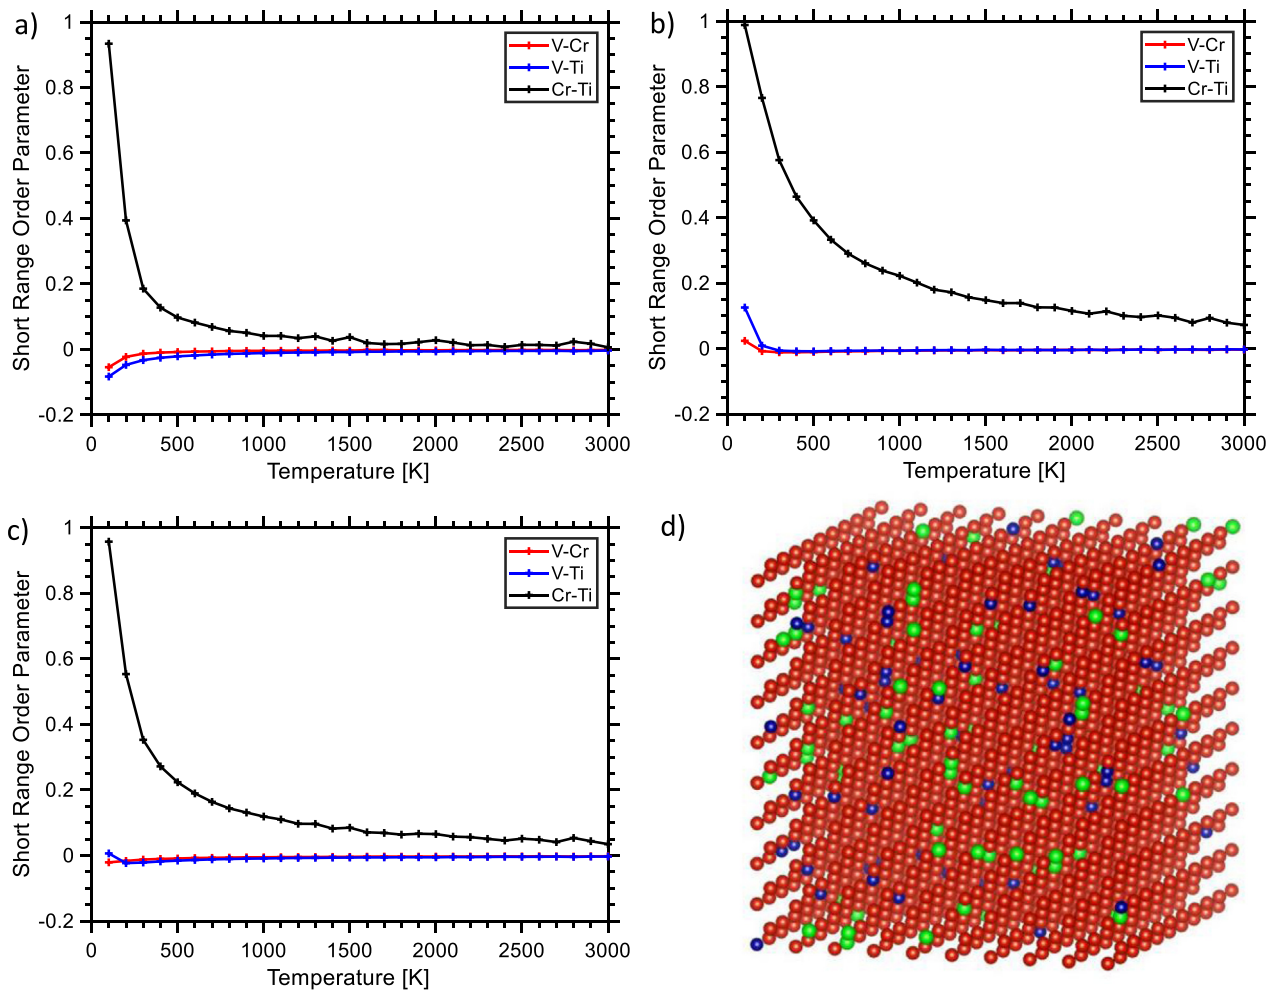 a)
Short Range Order Parameter
1
0.8
0.6
0.4
0.2
0
-0.2
0 500 1000 1500 2000 2500 3000
Temperature [K]
V-Cr
V-Ti
Cr-Ti
b)
Short Range Order Parameter
1
0.8
0.6
0.4
0.2
0
-0.2
0 500 1000 1500 2000 2500 3000
Temperature [K]
V-Cr
V-Ti
Cr-Ti
c)
Short Range Order Parameter
1
0.8
0.6
0.4
0.2
0
-0.2
0 500 1000 1500 2000 2500 3000
Temperature [K]
V-Cr
V-Ti
Cr-Ti
d)